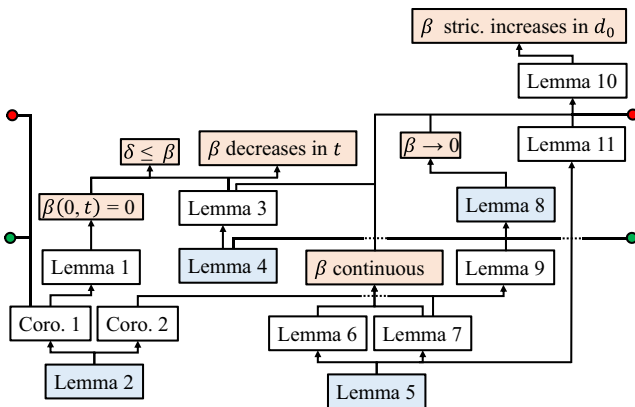 β stric. increases in d₀
Lemma 10
δ ≤ β
β decreases in t
β → 0
Lemma 11
β(0, t) = 0
Lemma 3
Lemma 8
Lemma 1
Lemma 4
β continuous
Lemma 9
Coro. 1
Coro. 2
Lemma 6
Lemma 7
Lemma 2
Lemma 5